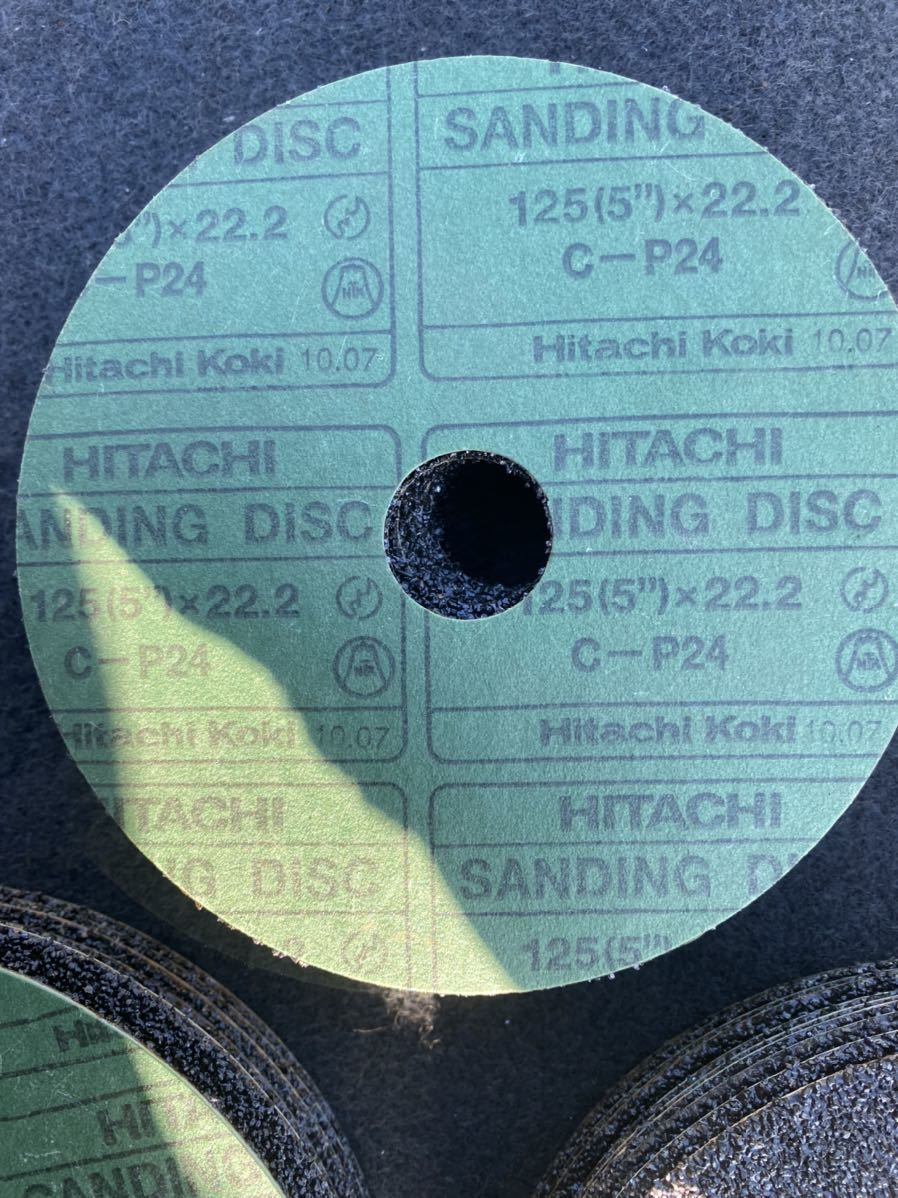 DISC
×22.2
-P24
Hitachi Koki 10.07
SANDING
125(5")×22.2
C-P24
Hitachi Koki 10.07
HITACHI
DISC
125(5")×22.2
C-P24
Hitachi Koki 10.07
HITACHI
DISC
125(5")×22.2
C-P24
Hitachi Koki 10.07
HITACHI
DISC
HITACHI
SANDING
125(5")
SANDING